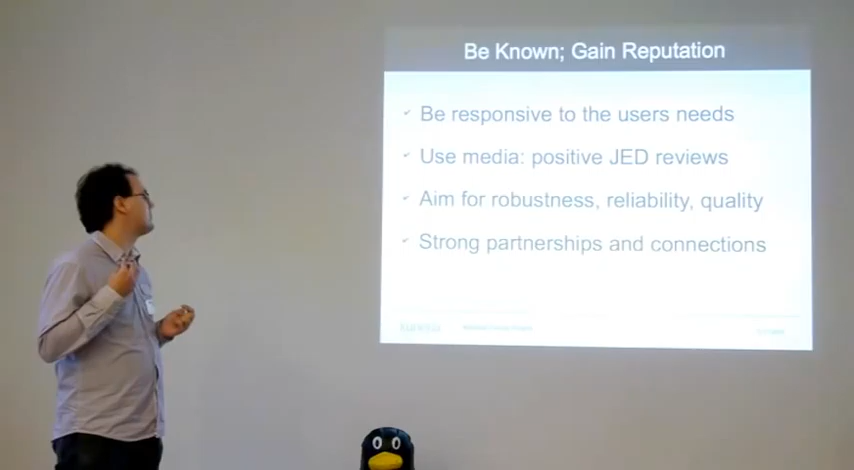 Be Known; Gain Reputation
Be responsive to the users needs
Use media: positive JED reviews
Aim for robustness, reliability, quality
Strong partnerships and connections